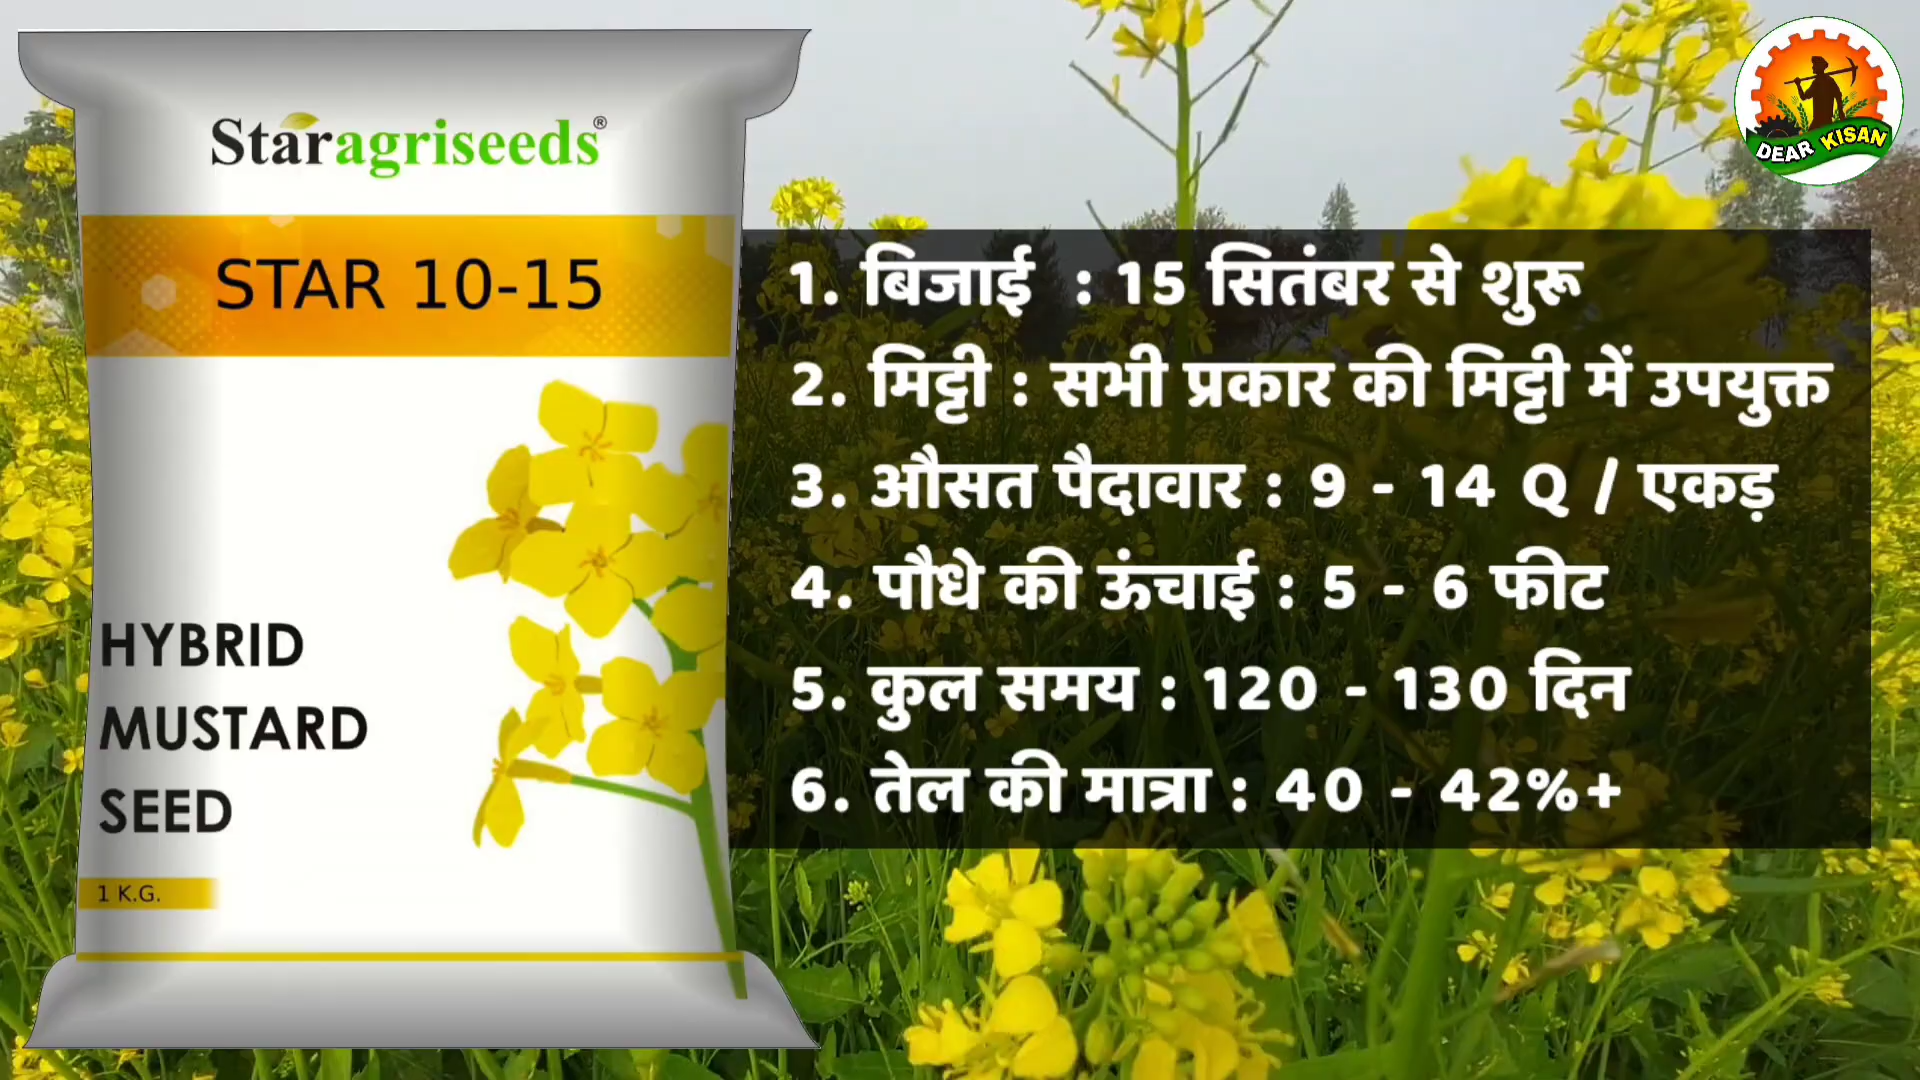 Staragriseeds®
STAR 10-15
HYBRID
MUSTARD
SEED
1 K.G.
1. बिजाई : 15 सितंबर से शुरू
2. मिट्टी : सभी प्रकार की मिट्टी में उपयुक्त
3. औसत पैदावार : 9 - 14 Q / एकड़
4. पौधे की ऊंचाई : 5 - 6 फीट
5. कुल समय : 120 - 130 दिन
6. तेल की मात्रा : 40 - 42%+
DEAR KISAN